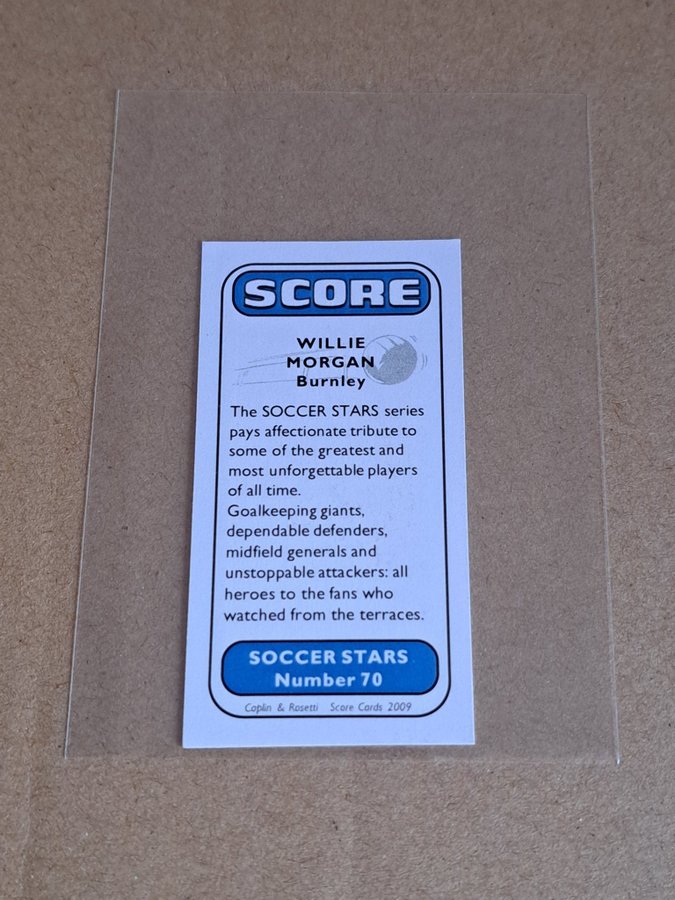 SCORE
WILLIE
MORGAN
Burnley
The SOCCER STARS series
pays affectionate tribute to
some of the greatest and
most unforgettable players
of all time.
Goalkeeping giants,
dependable defenders,
midfield generals and
unstoppable attackers: all
heroes to the fans who
watched from the terraces.
SOCCER STARS
Number 70
Caplin & Rosetti Score Cards 2009